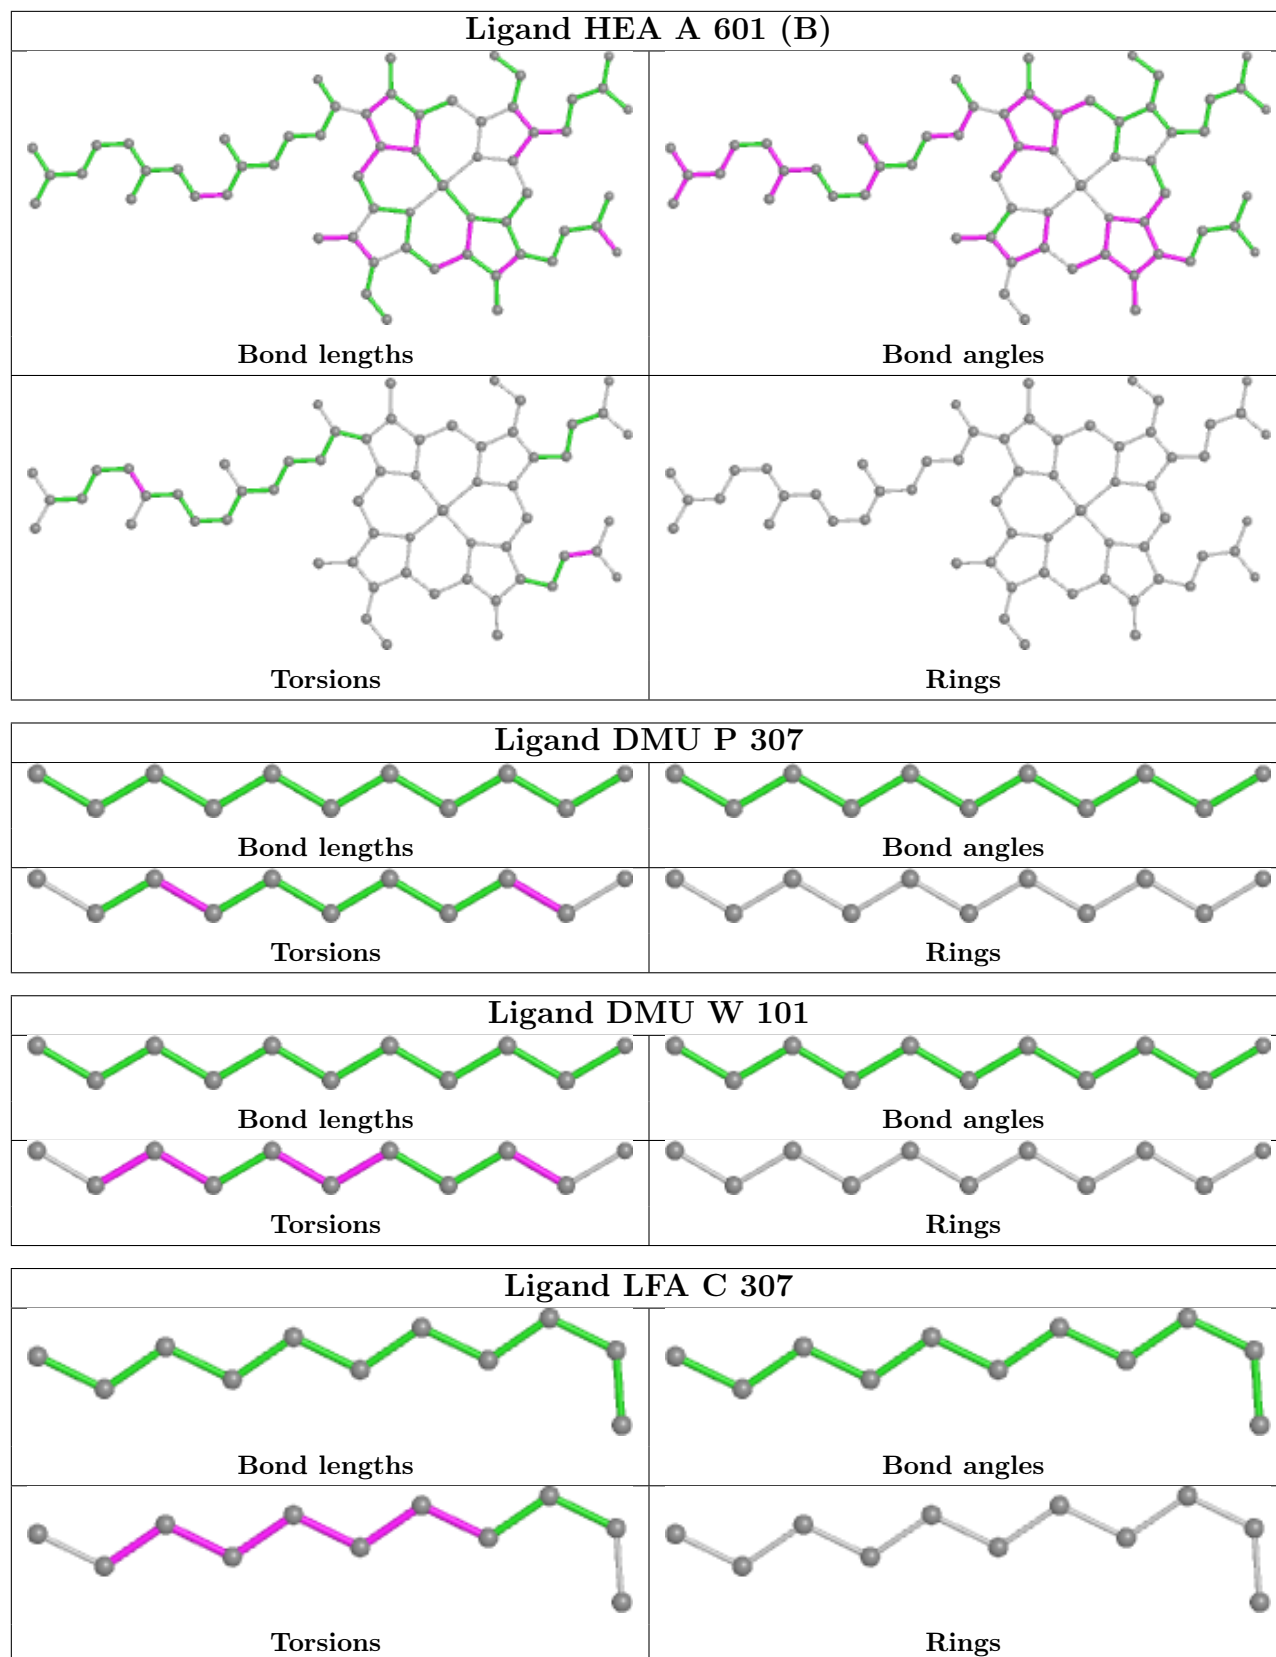 Ligand HEA A 601 (B)
Bond lengths
Bond angles
Torsions
Rings
Ligand DMU P 307
Bond lengths
Bond angles
Torsions
Rings
Ligand DMU W 101
Bond lengths
Bond angles
Torsions
Rings
Ligand LFA C 307
Bond lengths
Bond angles
Torsions
Rings